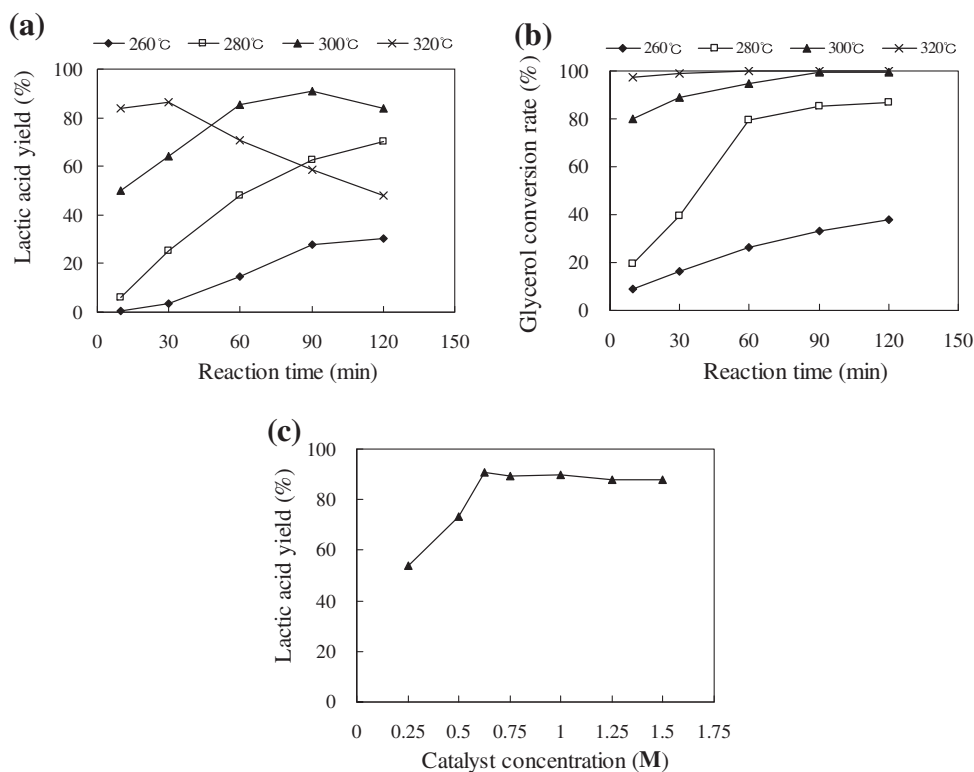 (a)
260℃ 280℃ 300℃ 320℃
Lactic acid yield (%)
100
80
60
40
20
0
0 30 60 90 120 150
Reaction time (min)
(b)
260℃ 280℃ 300℃ 320℃
Glycerol conversion rate (%)
100
80
60
40
20
0
0 30 60 90 120 150
Reaction time (min)
(c)
Lactic acid yield (%)
100
80
60
40
20
0
0 0.25 0.5 0.75 1 1.25 1.5 1.75
Catalyst concentration (M)